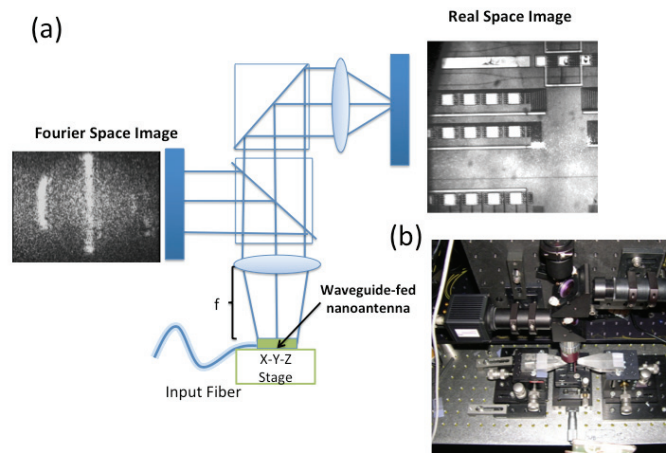 (a)
Real Space Image
Fourier Space Image
(b)
f
Waveguide-fed
nanoantenna
X-Y-Z
Stage
Input Fiber